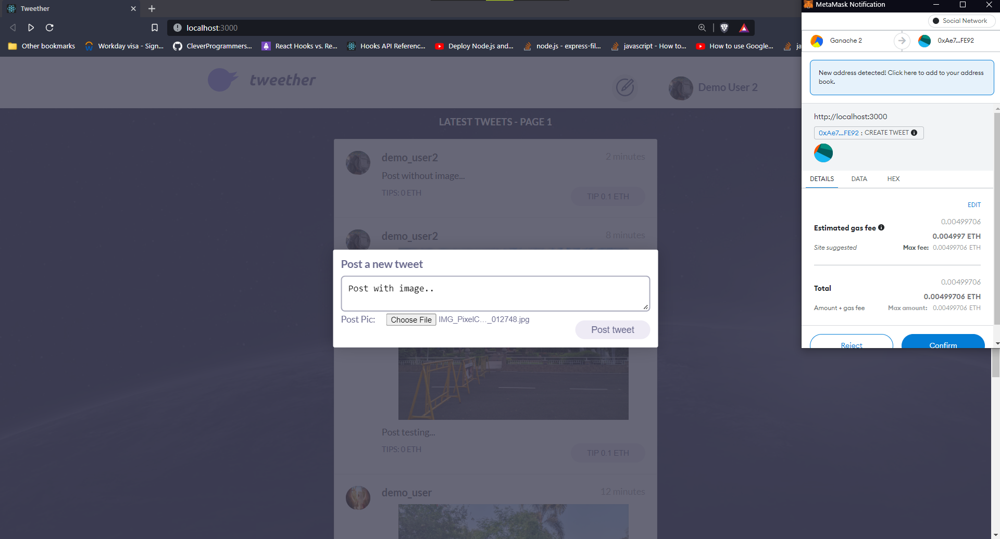 Tweether
localhost:3000
Other bookmarks
Workday visa - Sign...
CleverProgrammers...
React Hooks vs. Re...
Hooks API Referenc...
Deploy Node.js and...
node.js - express-fil...
javascript - How to...
How to use Google...
ja
tweether
Demo User 2
LATEST TWEETS - PAGE 1
demo_user2
2 minutes
Post without image...
TIPS: 0 ETH
TIP 0.1 ETH
demo_user2
8 minutes
Post a new tweet
Post with image..
Post Pic:
Choose File
IMG_PixelC..._012748.jpg
Post tweet
Post testing...
TIPS: 0 ETH
TIP 0.1 ETH
demo_user
12 minutes
MetaMask Notification
Social Network
Ganache 2
0xAe7...FE92
New address detected! Click here to add to your address
book.
http://localhost:3000
0xAe7...FE92 : CREATE TWEET
DETAILS
DATA
HEX
EDIT
0.00499706
Estimated gas fee
0.004997 ETH
Site suggested
Max fee: 0.00499706 ETH
0.00499706
Total
0.00499706 ETH
Amount + gas fee
Max amount: 0.00499706 ETH
Reject
Confirm